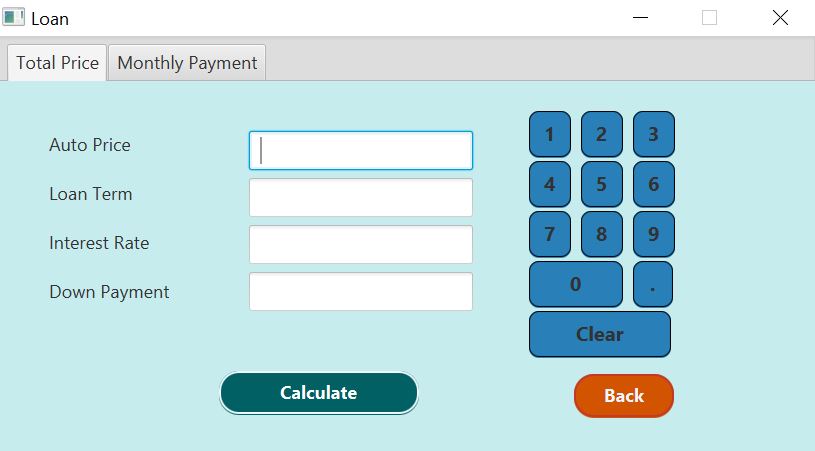 Loan
Total Price Monthly Payment
Auto Price
Loan Term
Interest Rate
Down Payment
1 2 3
4 5 6
7 8 9
0 .
Clear
Calculate
Back